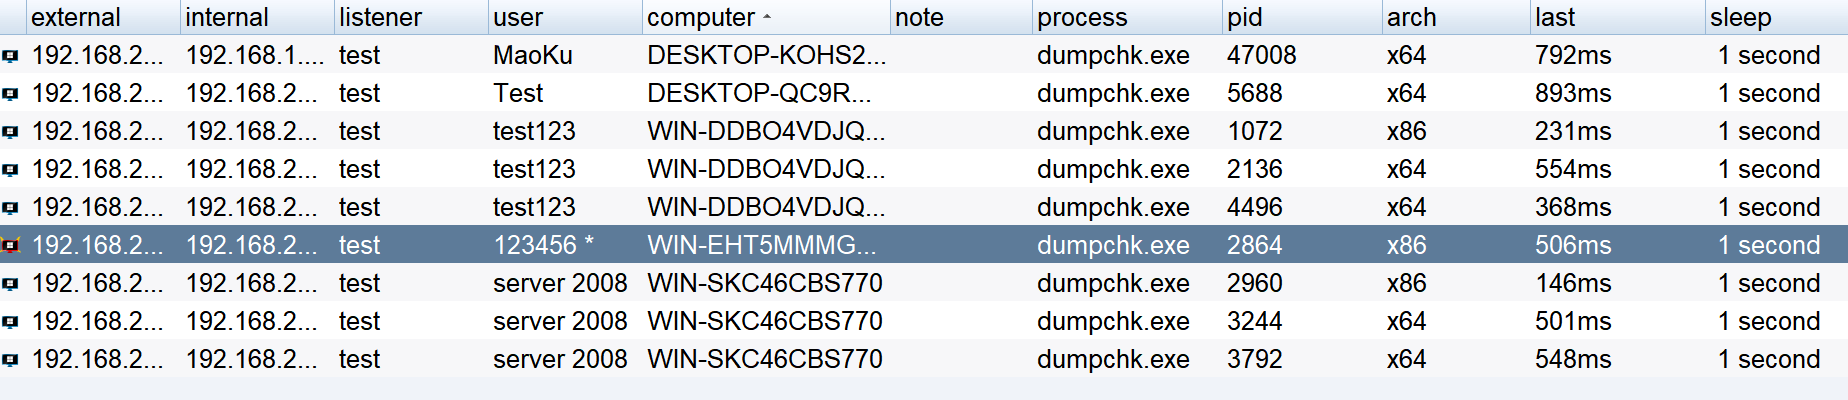 external internal listener user computer note process pid arch last sleep
192.168.2... 192.168.1.... test MaoKu DESKTOP-KOHS2... dumpchk.exe 47008 x64 792ms 1 second
192.168.2... 192.168.2... test Test DESKTOP-QC9R... dumpchk.exe 5688 x64 893ms 1 second
192.168.2... 192.168.2... test test123 WIN-DDBO4VDJQ... dumpchk.exe 1072 x86 231ms 1 second
192.168.2... 192.168.2... test test123 WIN-DDBO4VDJQ... dumpchk.exe 2136 x64 554ms 1 second
192.168.2... 192.168.2... test test123 WIN-DDBO4VDJQ... dumpchk.exe 4496 x64 368ms 1 second
192.168.2... 192.168.2... test 123456 * WIN-EHT5MMMG... dumpchk.exe 2864 x86 506ms 1 second
192.168.2... 192.168.2... test server 2008 WIN-SKC46CBS770 dumpchk.exe 2960 x86 146ms 1 second
192.168.2... 192.168.2... test server 2008 WIN-SKC46CBS770 dumpchk.exe 3244 x64 501ms 1 second
192.168.2... 192.168.2... test server 2008 WIN-SKC46CBS770 dumpchk.exe 3792 x64 548ms 1 second